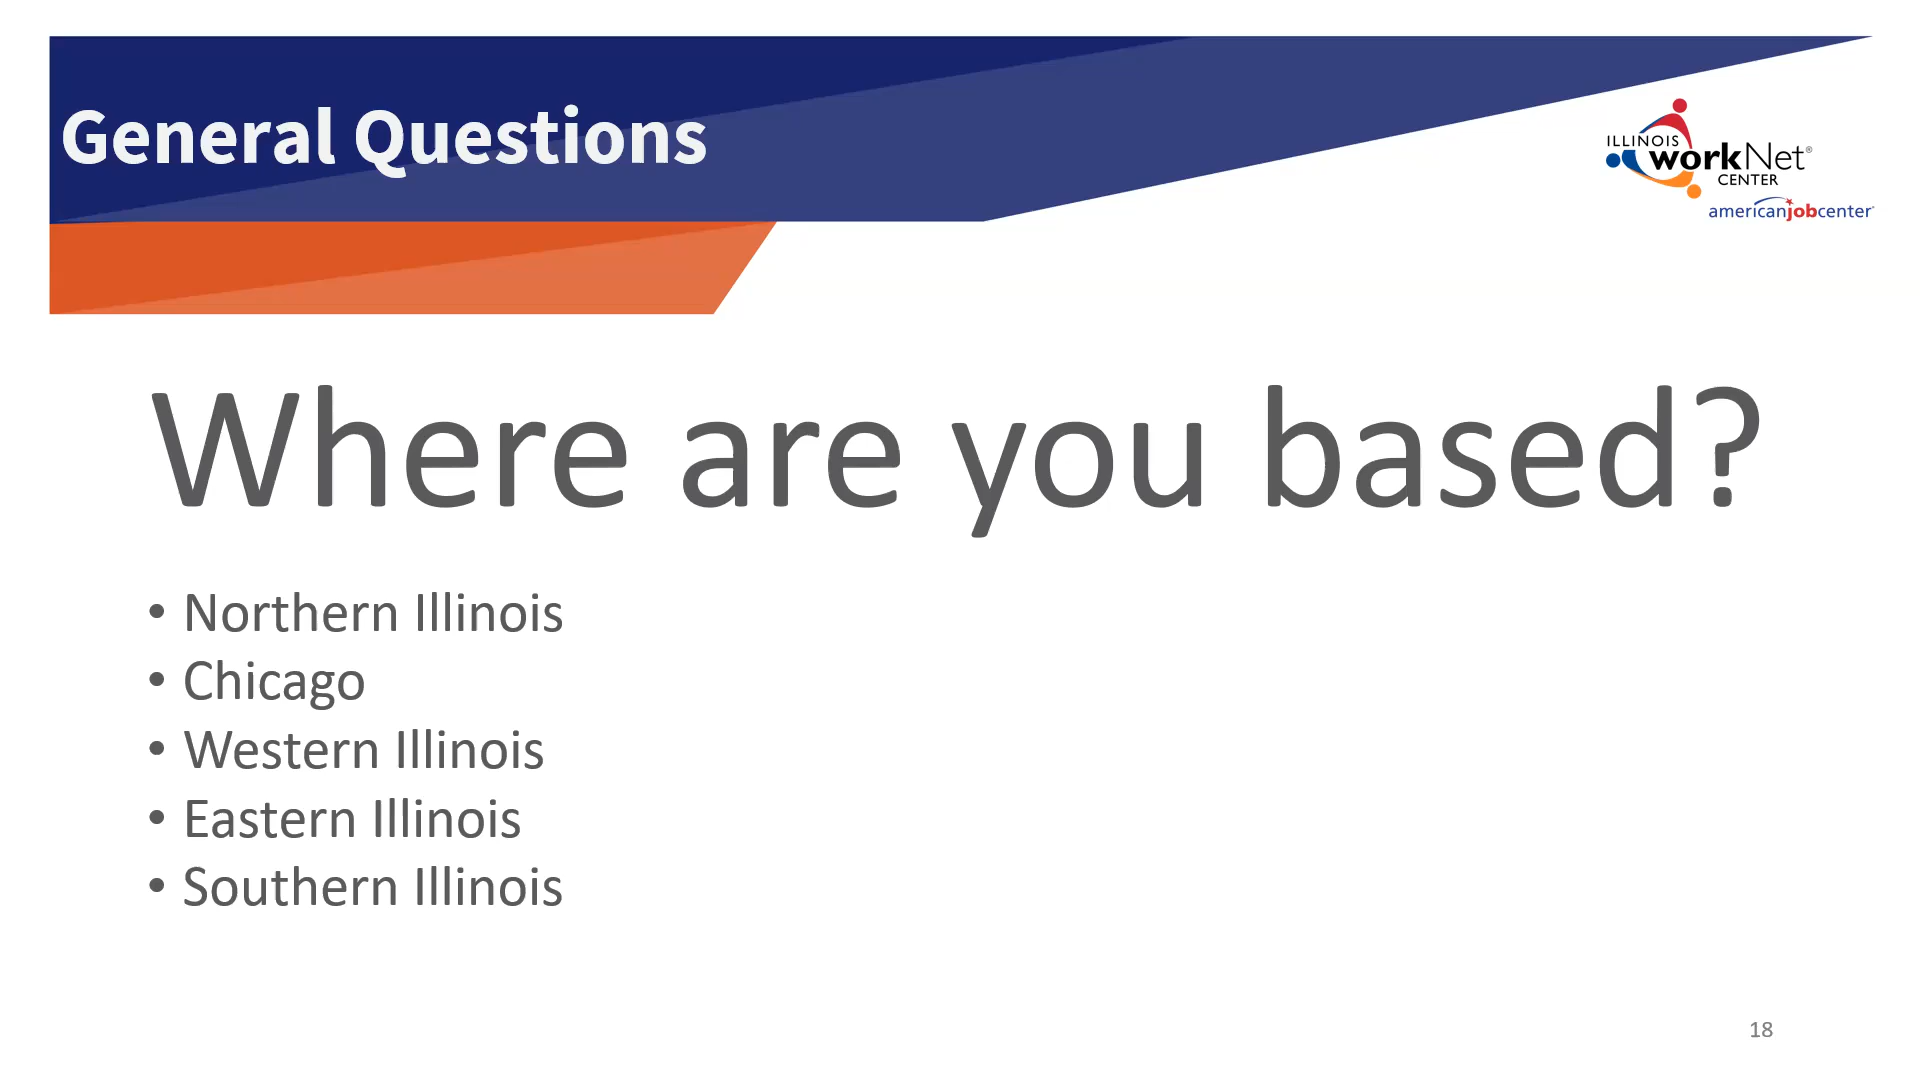 General Questions
ILLINOIS
workNet®
CENTER
americanjobcenter®
Where are you based?
• Northern Illinois
• Chicago
• Western Illinois
• Eastern Illinois
• Southern Illinois
18